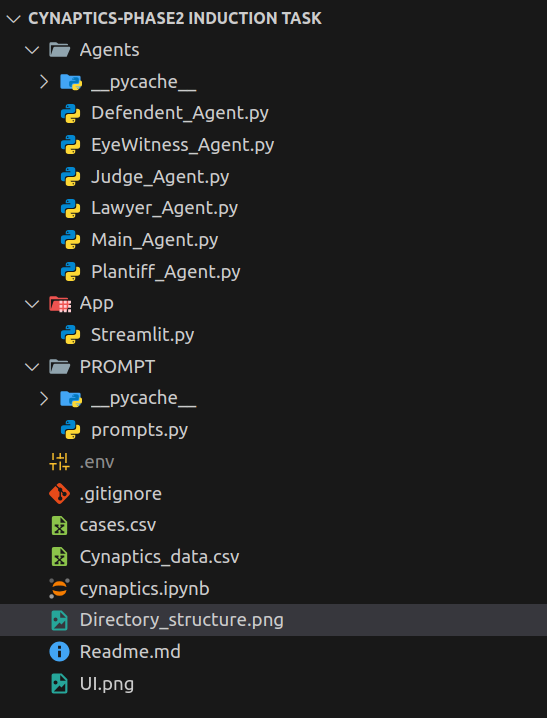 CYNAPTICS-PHASE2 INDUCTION TASK
Agents
__pycache__
Defendent_Agent.py
EyeWitness_Agent.py
Judge_Agent.py
Lawyer_Agent.py
Main_Agent.py
Plantiff_Agent.py
App
Streamlit.py
PROMPT
__pycache__
prompts.py
.env
.gitignore
cases.csv
Cynaptics_data.csv
cynaptics.ipynb
Directory_structure.png
Readme.md
UI.png